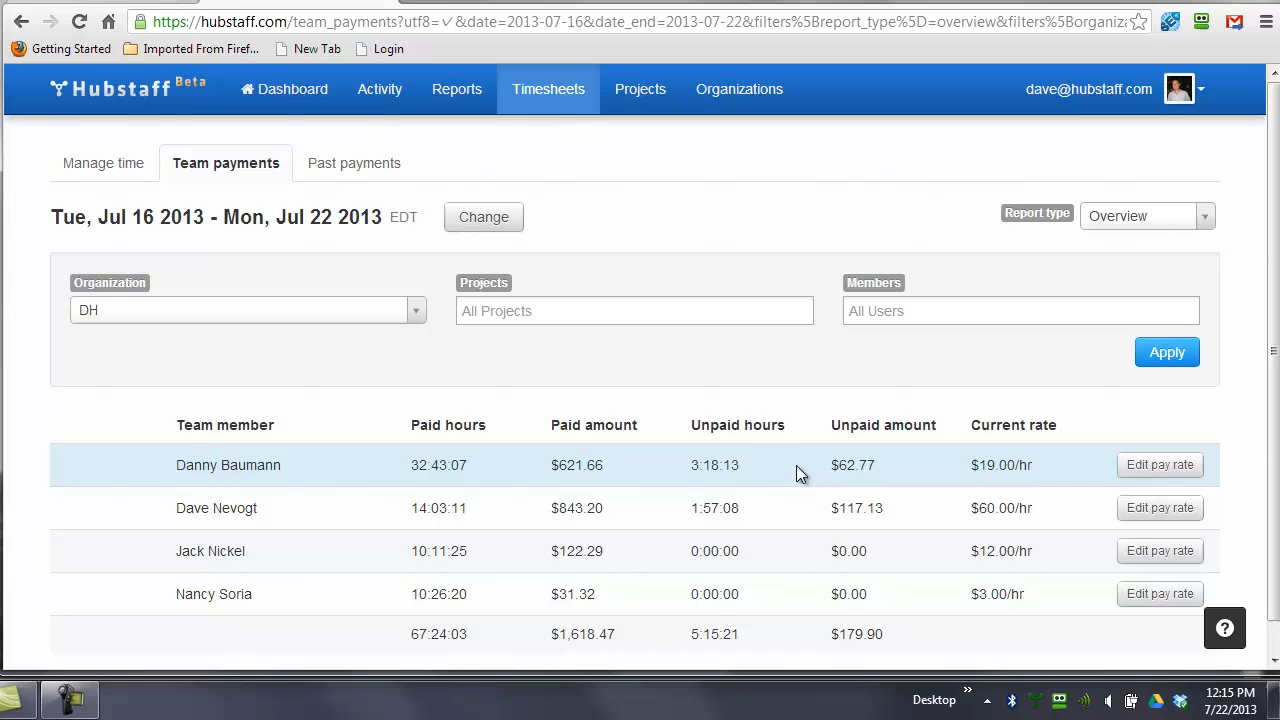 https://hubstaff.com/team_payments?utf8=✓&date=2013-07-16&date_end=2013-07-22&filters%5Breport_type%5D=overview&filters%5Borganiza
Getting Started Imported From Firef... New Tab Login
Hubstaff Beta Dashboard Activity Reports Timesheets Projects Organizations dave@hubstaff.com
Manage time Team payments Past payments
Tue, Jul 16 2013 - Mon, Jul 22 2013 EDT Change Report type Overview
Organization Projects Members
DH All Projects All Users
Apply
Team member Paid hours Paid amount Unpaid hours Unpaid amount Current rate
Danny Baumann 32:43:07 $621.66 3:18:13 $62.77 $19.00/hr Edit pay rate
Dave Nevogt 14:03:11 $843.20 1:57:08 $117.13 $60.00/hr Edit pay rate
Jack Nickel 10:11:25 $122.29 0:00:00 $0.00 $12.00/hr Edit pay rate
Nancy Soria 10:26:20 $31.32 0:00:00 $0.00 $3.00/hr Edit pay rate
67:24:03 $1,618.47 5:15:21 $179.90
?
Desktop » 12:15 PM
7/22/2013